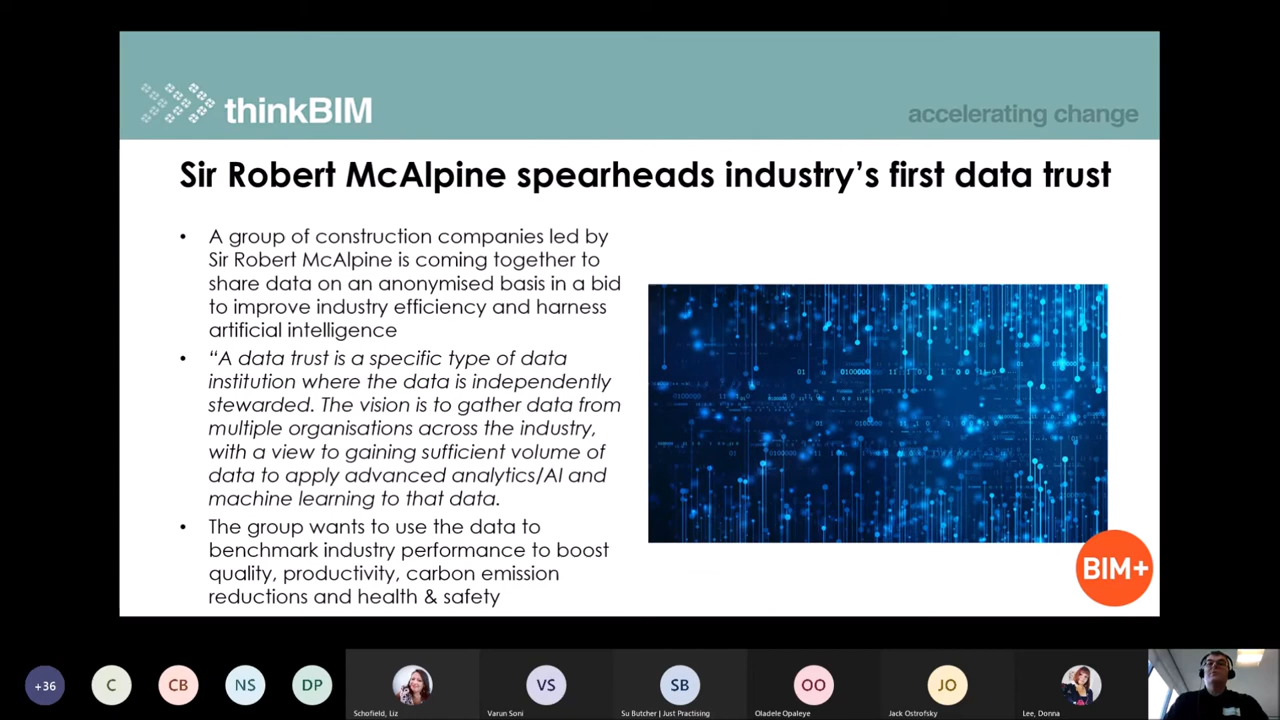 thinkBIM
accelerating change
Sir Robert McAlpine spearheads industry's first data trust
• A group of construction companies led by
Sir Robert McAlpine is coming together to
share data on an anonymised basis in a bid
to improve industry efficiency and harness
artificial intelligence
• “A data trust is a specific type of data
institution where the data is independently
stewarded. The vision is to gather data from
multiple organisations across the industry,
with a view to gaining sufficient volume of
data to apply advanced analytics/AI and
machine learning to that data.
• The group wants to use the data to
benchmark industry performance to boost
quality, productivity, carbon emission
reductions and health & safety
BIM+
+36
C
CB
NS
DP
VS
SB
OO
JO
Schofield, Liz
Varun Soni
Su Butcher | Just Practising
Oladele Opaleye
Jack Ostrofsky
Lee, Donna